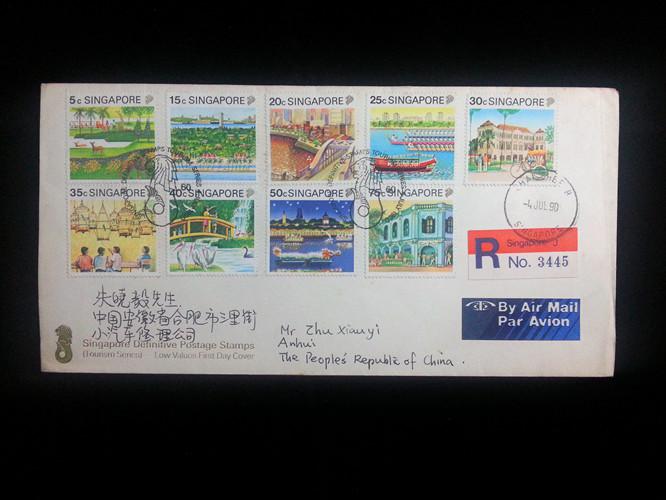 5c SINGAPORE
15c SINGAPORE
20c SINGAPORE
25c SINGAPORE
30c SINGAPORE
35c SINGAPORE
40c SINGAPORE
50c SINGAPORE
75c SINGAPORE
-4 JUL 90
SINGAPORE
R
Singapore J
No. 3445
By Air Mail
Par Avion
朱晓毅先生
中国安徽省合肥市三里街
小汽车修理公司
Singapore Definitive Postage Stamps
(Tourism Series) Low Values First Day Cover
Mr Zhu Xiaoyi
Anhui
The People's Republic of China.